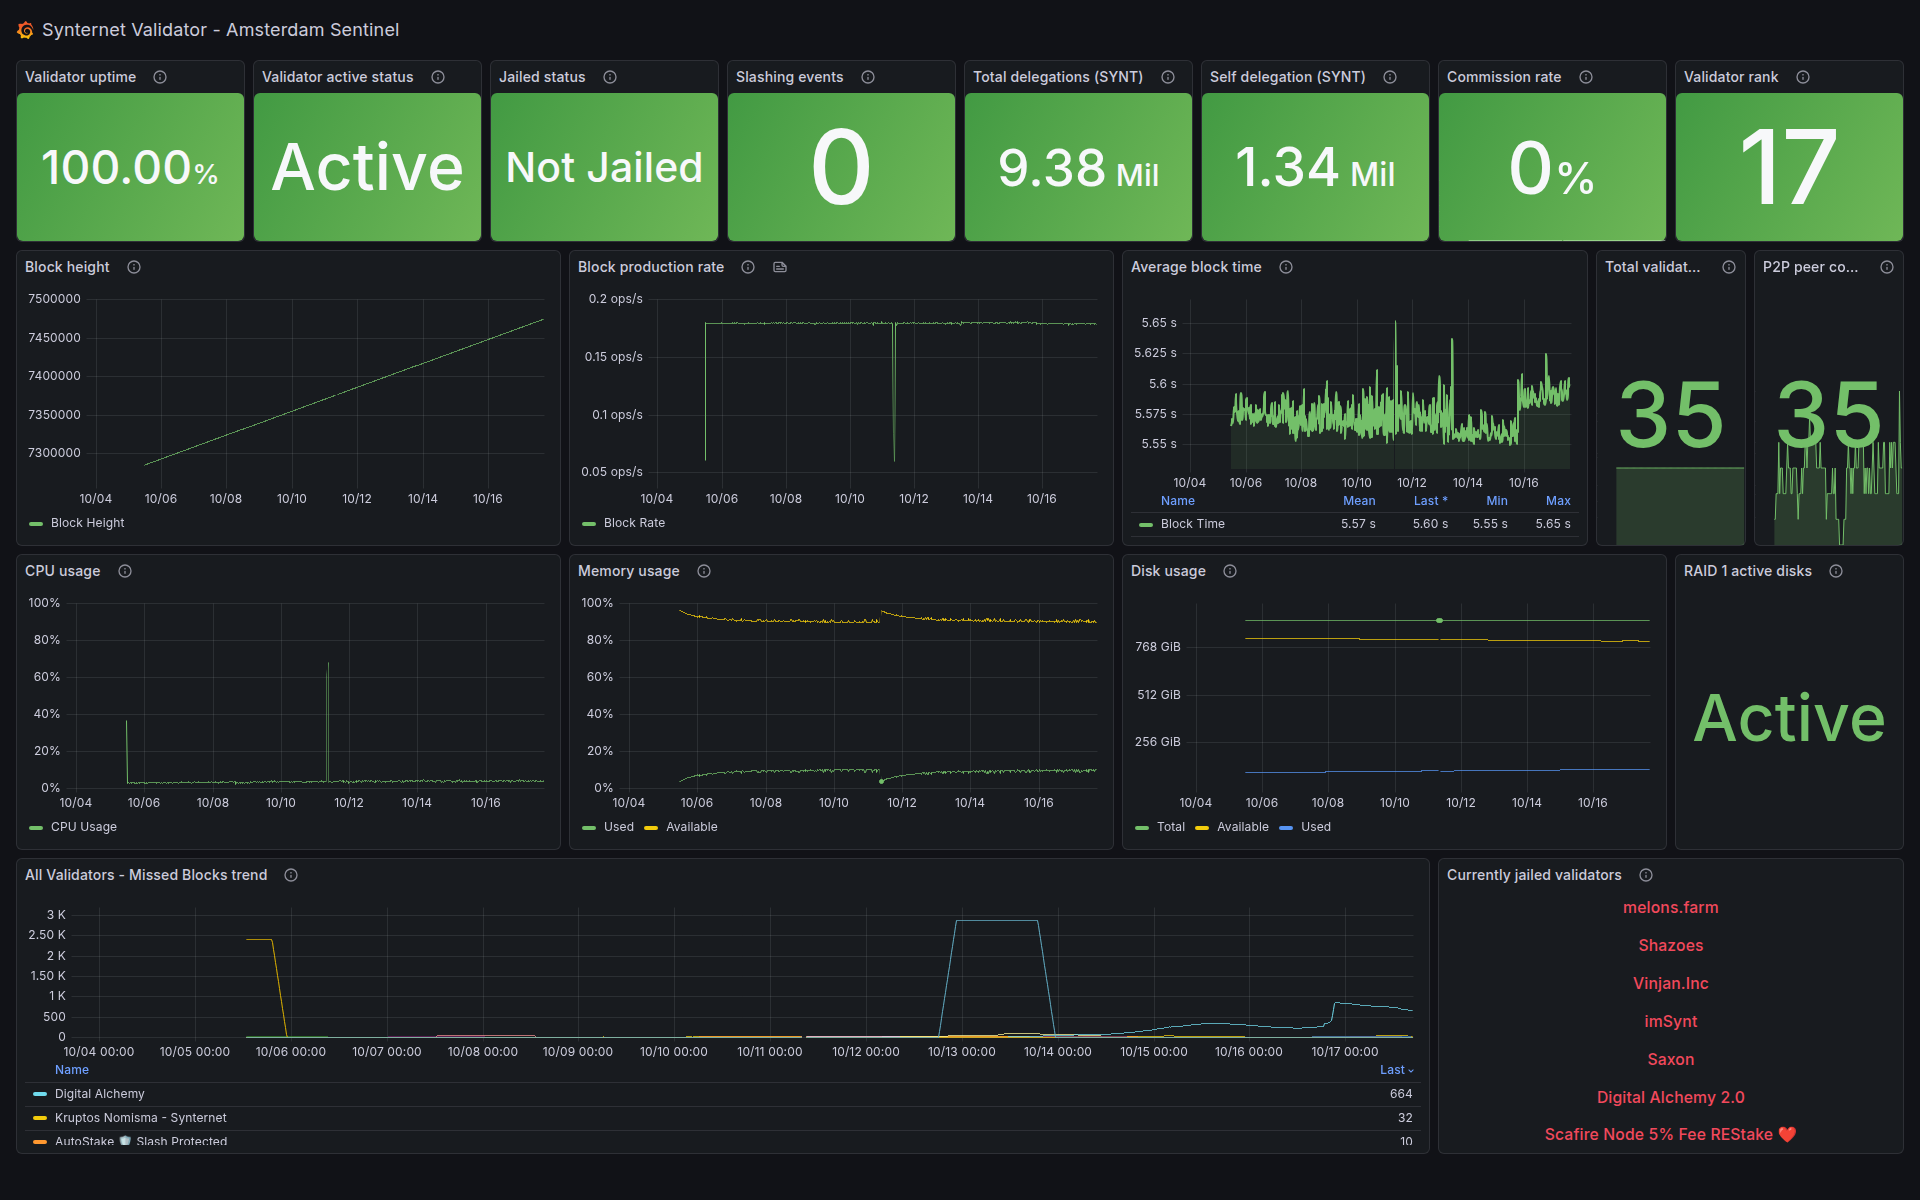 Synternet Validator - Amsterdam Sentinel
Validator uptime
100.00%
Validator active status
Active
Jailed status
Not Jailed
Slashing events
0
Total delegations (SYNT)
9.38 Mil
Self delegation (SYNT)
1.34 Mil
Commission rate
0%
Validator rank
17
Block height
7500000
7450000
7400000
7350000
7300000
10/04 10/06 10/08 10/10 10/12 10/14 10/16
Block Height
Block production rate
0.2 ops/s
0.15 ops/s
0.1 ops/s
0.05 ops/s
10/04 10/06 10/08 10/10 10/12 10/14 10/16
Block Rate
Average block time
5.65 s
5.625 s
5.6 s
5.575 s
5.55 s
10/04 10/06 10/08 10/10 10/12 10/14 10/16
Name Mean Last * Min Max
Block Time 5.57 s 5.60 s 5.55 s 5.65 s
Total validat...
35
P2P peer co...
35
CPU usage
100%
80%
60%
40%
20%
0%
10/04 10/06 10/08 10/10 10/12 10/14 10/16
CPU Usage
Memory usage
100%
80%
60%
40%
20%
0%
10/04 10/06 10/08 10/10 10/12 10/14 10/16
Used Available
Disk usage
768 GiB
512 GiB
256 GiB
10/04 10/06 10/08 10/10 10/12 10/14 10/16
Total Available Used
RAID 1 active disks
Active
All Validators - Missed Blocks trend
3 K
2.50 K
2 K
1.50 K
1 K
500
0
10/04 00:00 10/05 00:00 10/06 00:00 10/07 00:00 10/08 00:00 10/09 00:00 10/10 00:00 10/11 00:00 10/12 00:00 10/13 00:00 10/14 00:00 10/15 00:00 10/16 00:00 10/17 00:00
Name Last
Digital Alchemy 664
Kruptos Nomisma - Synternet 32
AutoStake 🛡️ Slash Protected 10
Currently jailed validators
melons.farm
Shazoes
Vinjan.Inc
imSynt
Saxon
Digital Alchemy 2.0
Scafire Node 5% Fee REStake ❤️